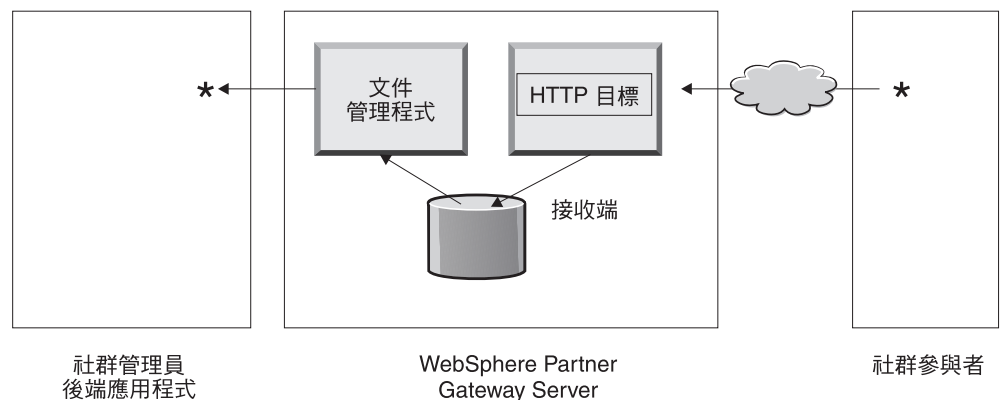 *
文件
管理程式
HTTP 目標
*
接收端
社群管理員
後端應用程式
WebSphere Partner
Gateway Server
社群參與者